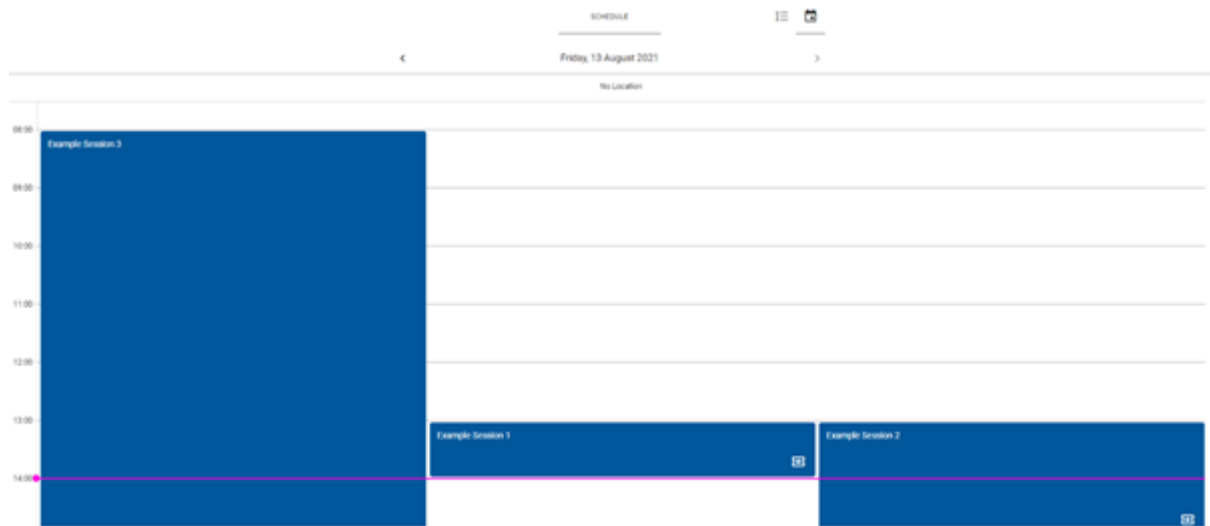 SCHEDULE
Friday, 13 August 2021
No Location
08:00
Example Session 3
09:00
10:00
11:00
12:00
13:00
Example Session 1
Example Session 2
14:00